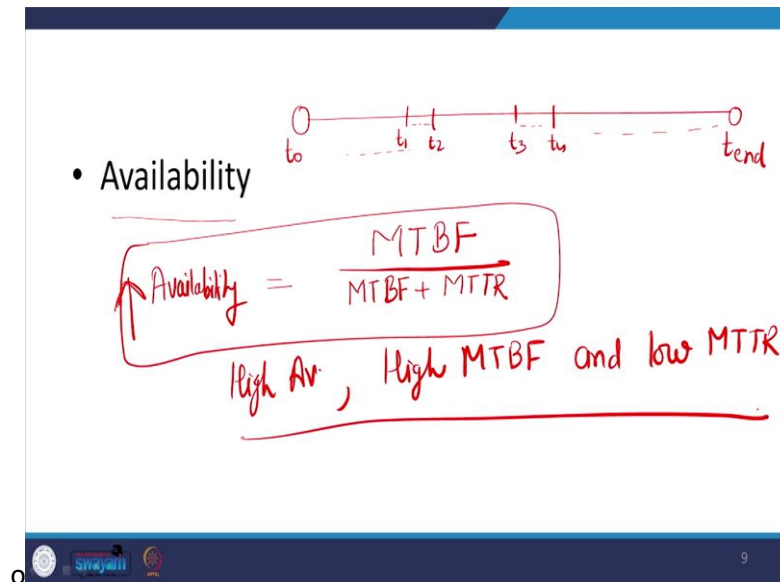 t0 t1 t2 t3 t4 tend
• Availability
Availability = MTBF / MTBF + MTTR
High Av. , High MTBF and low MTTR
o swayam 9